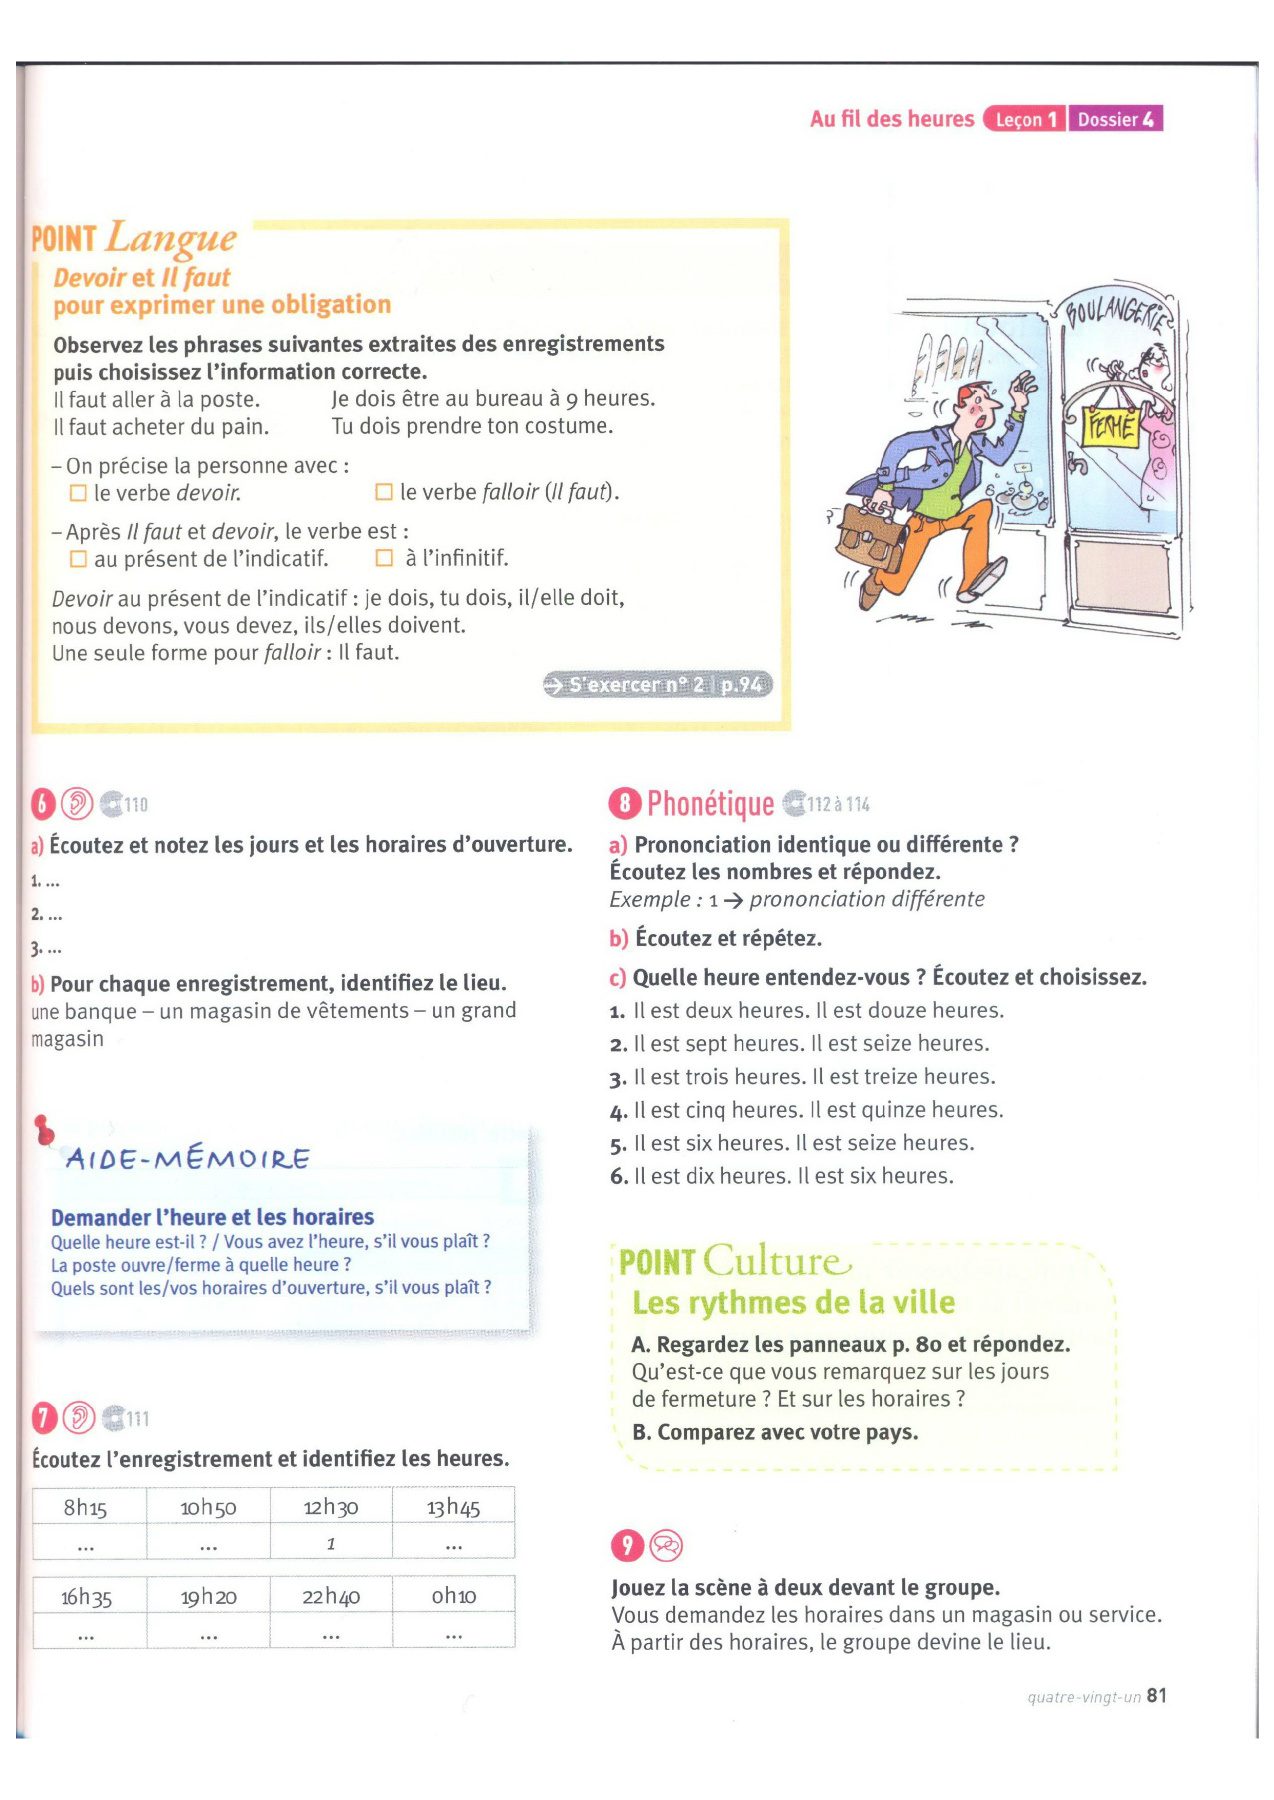 Au fil des heures Leçon 1 Dossier 4
POINT Langue
Devoir et Il faut
pour exprimer une obligation
Observez les phrases suivantes extraites des enregistrements
puis choisissez l'information correcte.
Il faut aller à la poste. Je dois être au bureau à 9 heures.
Il faut acheter du pain. Tu dois prendre ton costume.
– On précise la personne avec :
☐ le verbe devoir. ☐ le verbe falloir (Il faut).
– Après Il faut et devoir, le verbe est :
☐ au présent de l'indicatif. ☐ à l'infinitif.
Devoir au présent de l'indicatif : je dois, tu dois, il/elle doit,
nous devons, vous devez, ils/elles doivent.
Une seule forme pour falloir : Il faut.
→ S'exercer n° 2 | p.94
BOULANGERIE
FERMÉ
6 110
a) Écoutez et notez les jours et les horaires d'ouverture.
1. ...
2. ...
3. ...
b) Pour chaque enregistrement, identifiez le lieu.
une banque – un magasin de vêtements – un grand
magasin
AIDE-MÉMOIRE
Demander l'heure et les horaires
Quelle heure est-il ? / Vous avez l'heure, s'il vous plaît ?
La poste ouvre/ferme à quelle heure ?
Quels sont les/vos horaires d'ouverture, s'il vous plaît ?
7 111
Écoutez l'enregistrement et identifiez les heures.
8h15 10h50 12h30 13h45
... ... 1 ...
16h35 19h20 22h40 0h10
... ... ... ...
8 Phonétique 112 à 114
a) Prononciation identique ou différente ?
Écoutez les nombres et répondez.
Exemple : 1 → prononciation différente
b) Écoutez et répétez.
c) Quelle heure entendez-vous ? Écoutez et choisissez.
1. Il est deux heures. Il est douze heures.
2. Il est sept heures. Il est seize heures.
3. Il est trois heures. Il est treize heures.
4. Il est cinq heures. Il est quinze heures.
5. Il est six heures. Il est seize heures.
6. Il est dix heures. Il est six heures.
POINT Culture
Les rythmes de la ville
A. Regardez les panneaux p. 80 et répondez.
Qu'est-ce que vous remarquez sur les jours
de fermeture ? Et sur les horaires ?
B. Comparez avec votre pays.
9
Jouez la scène à deux devant le groupe.
Vous demandez les horaires dans un magasin ou service.
À partir des horaires, le groupe devine le lieu.
quatre-vingt-un 81